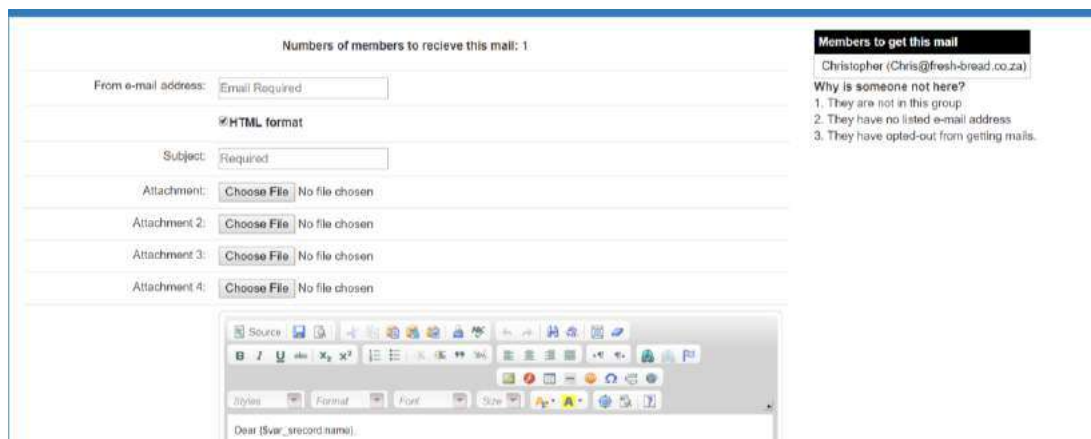 Numbers of members to recieve this mail: 1
Members to get this mail
Christopher (Chris@fresh-bread.co.za)
Why is someone not here?
1. They are not in this group
2. They have no listed e-mail address
3. They have opted-out from getting mails.
From e-mail address: Email Required
HTML format
Subject: Required
Attachment: Choose File No file chosen
Attachment 2: Choose File No file chosen
Attachment 3: Choose File No file chosen
Attachment 4: Choose File No file chosen
Source
Styles Format Font Size
Dear {$var_srecord.name},